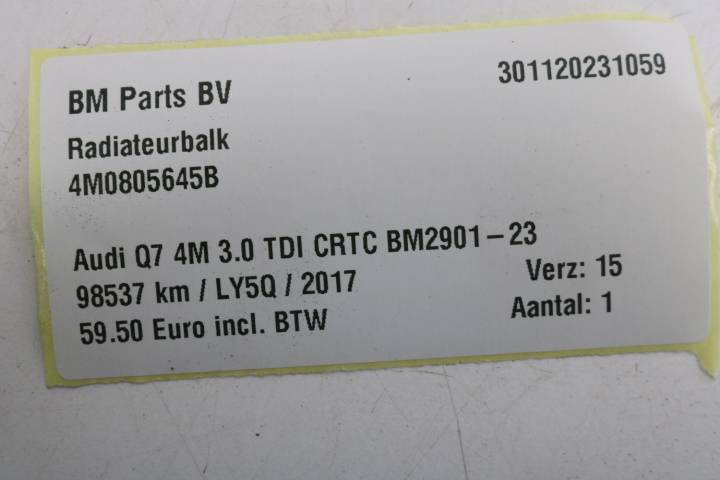 BM Parts BV
301120231059
Radiateurbalk
4M0805645B
Audi Q7 4M 3.0 TDI CRTC BM2901-23
98537 km / LY5Q / 2017
Verz: 15
59.50 Euro incl. BTW
Aantal: 1